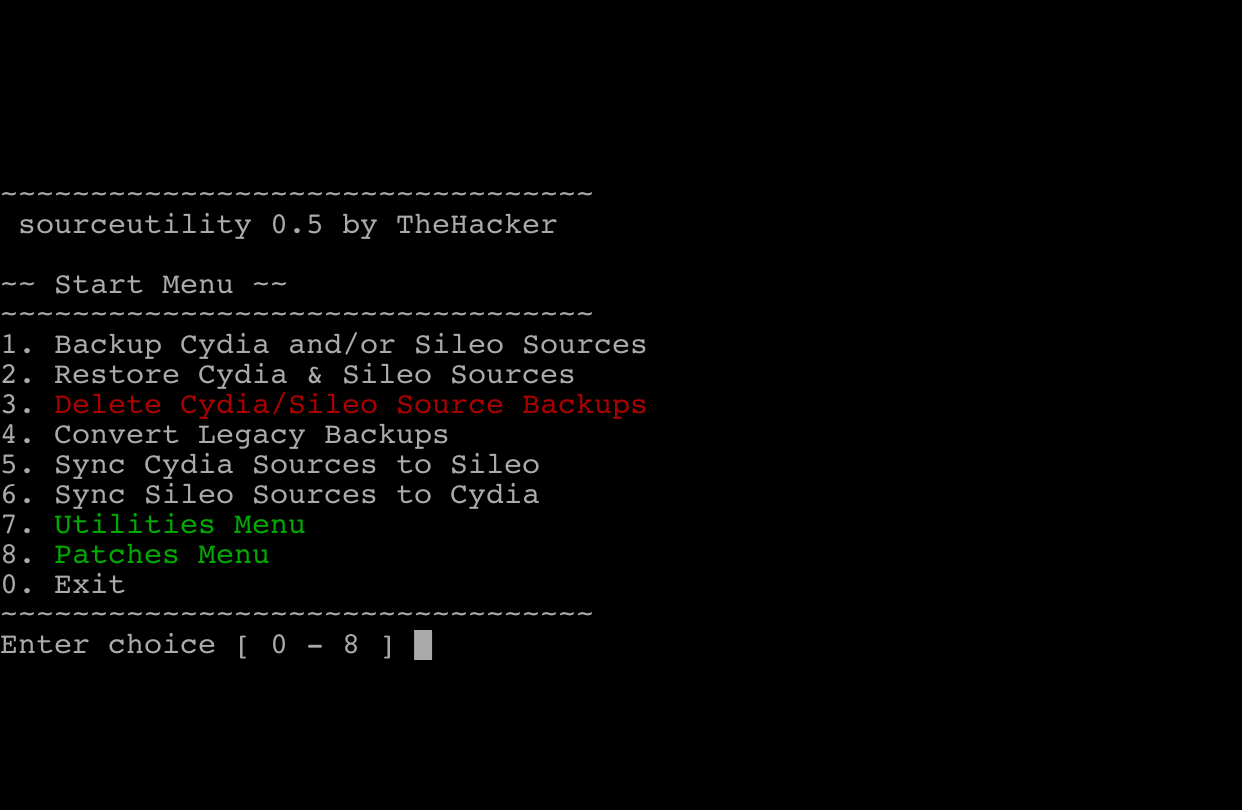 ~~~~~~~~~~~~~~~~~~~~~~~~~~~~~~~~~
sourceutility 0.5 by TheHacker
~~ Start Menu ~~
~~~~~~~~~~~~~~~~~~~~~~~~~~~~~~~~~
1. Backup Cydia and/or Sileo Sources
2. Restore Cydia & Sileo Sources
3. Delete Cydia/Sileo Source Backups
4. Convert Legacy Backups
5. Sync Cydia Sources to Sileo
6. Sync Sileo Sources to Cydia
7. Utilities Menu
8. Patches Menu
0. Exit
~~~~~~~~~~~~~~~~~~~~~~~~~~~~~~~~~
Enter choice [ 0 - 8 ]